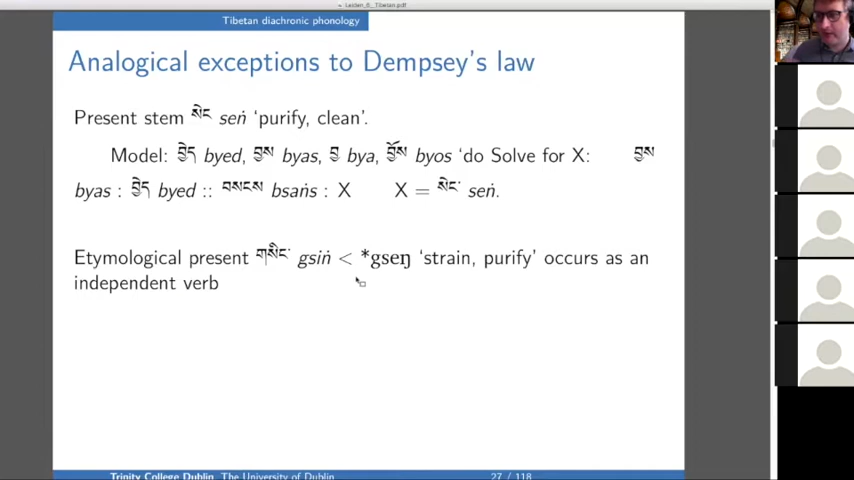 Lesten_6__Tibetan.pdf
Tibetan diachronic phonology
Analogical exceptions to Dempsey's law
Present stem སེང seṅ 'purify, clean'.
Model: བྱེད byed, བྱས byas, བྱ bya, བྱོས byos 'do Solve for X: བྱས
byas : བྱེད byed :: བསངས bsaṅs : X X = སེང་ seṅ.
Etymological present གསིང་ gsiṅ < *gseŋ 'strain, purify' occurs as an
independent verb
Trinity College Dublin, The University of Dublin
27 / 118